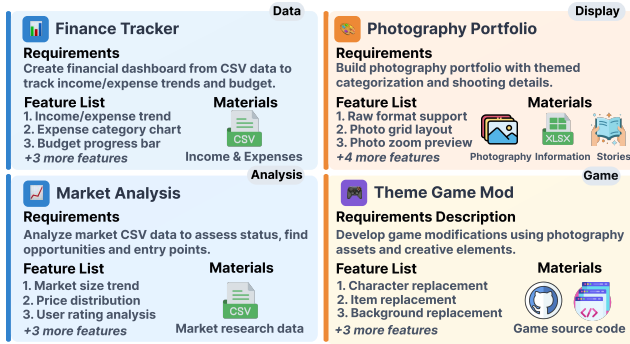 Data
Finance Tracker
Requirements
Create financial dashboard from CSV data to
track income/expense trends and budget.
Feature List
Materials
1. Income/expense trend
2. Expense category chart
3. Budget progress bar
+3 more features
CSV
Income & Expenses
Display
Photography Portfolio
Requirements
Build photography portfolio with themed
categorization and shooting details.
Feature List
Materials
1. Raw format support
2. Photo grid layout
3. Photo zoom preview
+4 more features
XLSX
Photography Information Stories
Analysis
Market Analysis
Requirements
Analyze market CSV data to assess status, find
opportunities and entry points.
Feature List
Materials
1. Market size trend
2. Price distribution
3. User rating analysis
+3 more features
CSV
Market research data
Game
Theme Game Mod
Requirements Description
Develop game modifications using photography
assets and creative elements.
Feature List
Materials
1. Character replacement
2. Item replacement
3. Background replacement
+3 more features
</>
Game source code